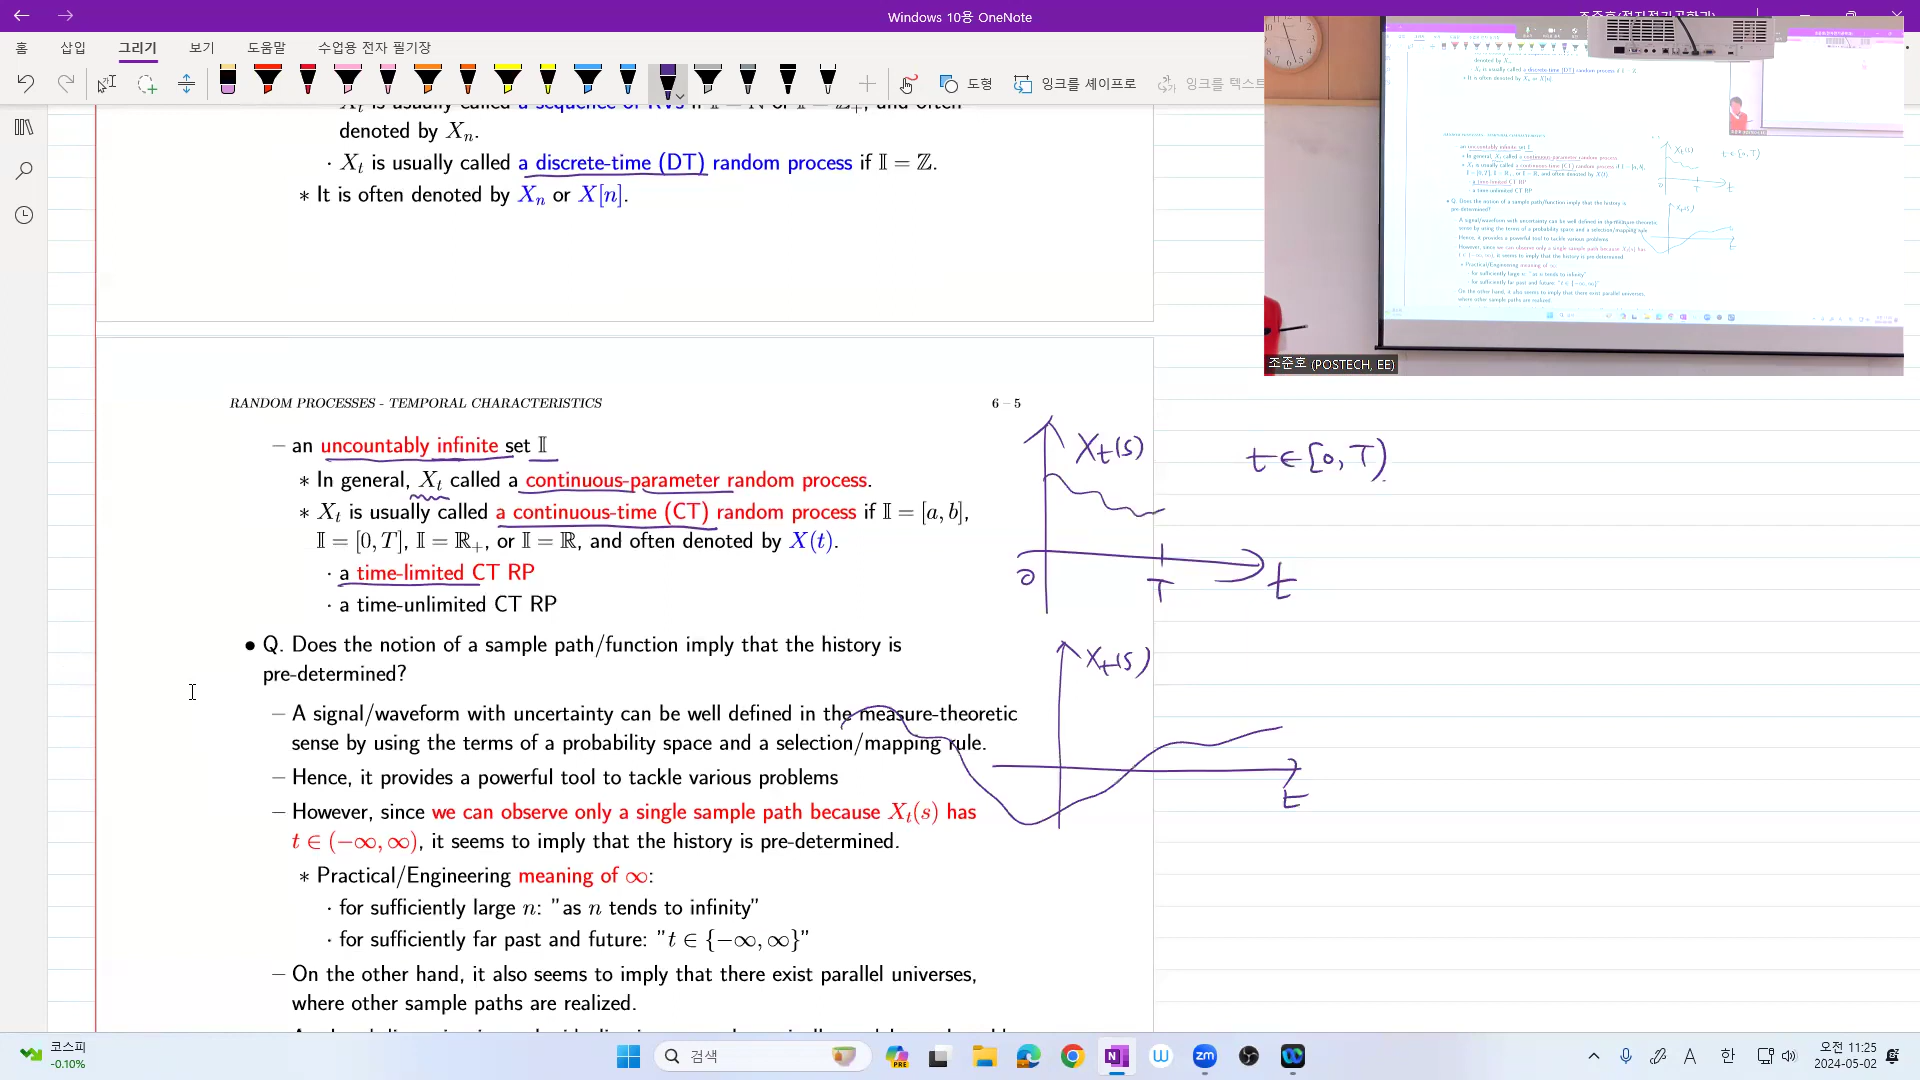 Windows 10용 OneNote
홈 삽입 그리기 보기 도움말 수업용 전자 필기장
도형 잉크를 셰이프로 잉크를 텍스트
denoted by Xₙ.
· Xₜ is usually called a discrete-time (DT) random process if 𝕀 = ℤ.
∗ It is often denoted by Xₙ or X[n].
RANDOM PROCESSES - TEMPORAL CHARACTERISTICS 6 – 5
– an uncountably infinite set 𝕀
∗ In general, Xₜ called a continuous-parameter random process.
∗ Xₜ is usually called a continuous-time (CT) random process if 𝕀 = [a, b],
𝕀 = [0, T], 𝕀 = ℝ₊, or 𝕀 = ℝ, and often denoted by X(t).
· a time-limited CT RP
· a time-unlimited CT RP
● Q. Does the notion of a sample path/function imply that the history is
pre-determined?
– A signal/waveform with uncertainty can be well defined in the measure-theoretic
sense by using the terms of a probability space and a selection/mapping rule.
– Hence, it provides a powerful tool to tackle various problems
– However, since we can observe only a single sample path because Xₜ(s) has
t ∈ (−∞, ∞), it seems to imply that the history is pre-determined.
∗ Practical/Engineering meaning of ∞:
· for sufficiently large n: "as n tends to infinity"
· for sufficiently far past and future: "t ∈ {−∞, ∞}"
– On the other hand, it also seems to imply that there exist parallel universes,
where other sample paths are realized.
Xₜ(s)
t ∈ [0, T)
0 T t
Xₜ(s)
t
조준호 (POSTECH, EE)
코스피
-0.10%
검색
PRE
A 한
오전 11:25
2024-05-02